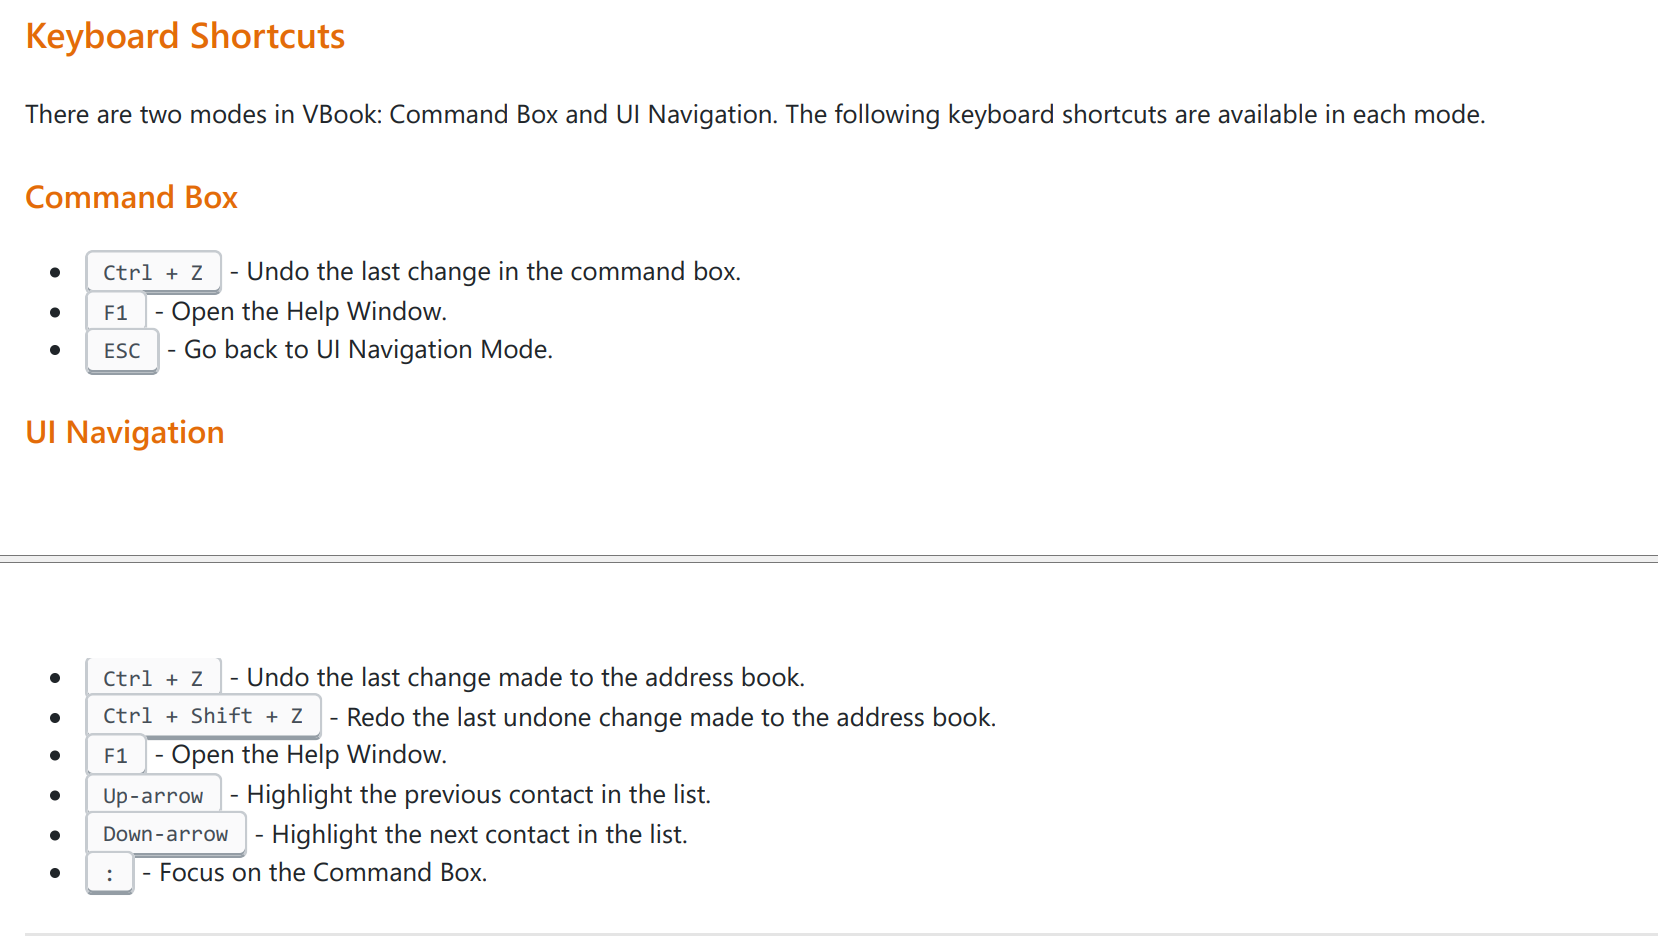 Keyboard Shortcuts
There are two modes in VBook: Command Box and UI Navigation. The following keyboard shortcuts are available in each mode.
Command Box
• Ctrl + Z - Undo the last change in the command box.
• F1 - Open the Help Window.
• ESC - Go back to UI Navigation Mode.
UI Navigation
• Ctrl + Z - Undo the last change made to the address book.
• Ctrl + Shift + Z - Redo the last undone change made to the address book.
• F1 - Open the Help Window.
• Up-arrow - Highlight the previous contact in the list.
• Down-arrow - Highlight the next contact in the list.
• : - Focus on the Command Box.